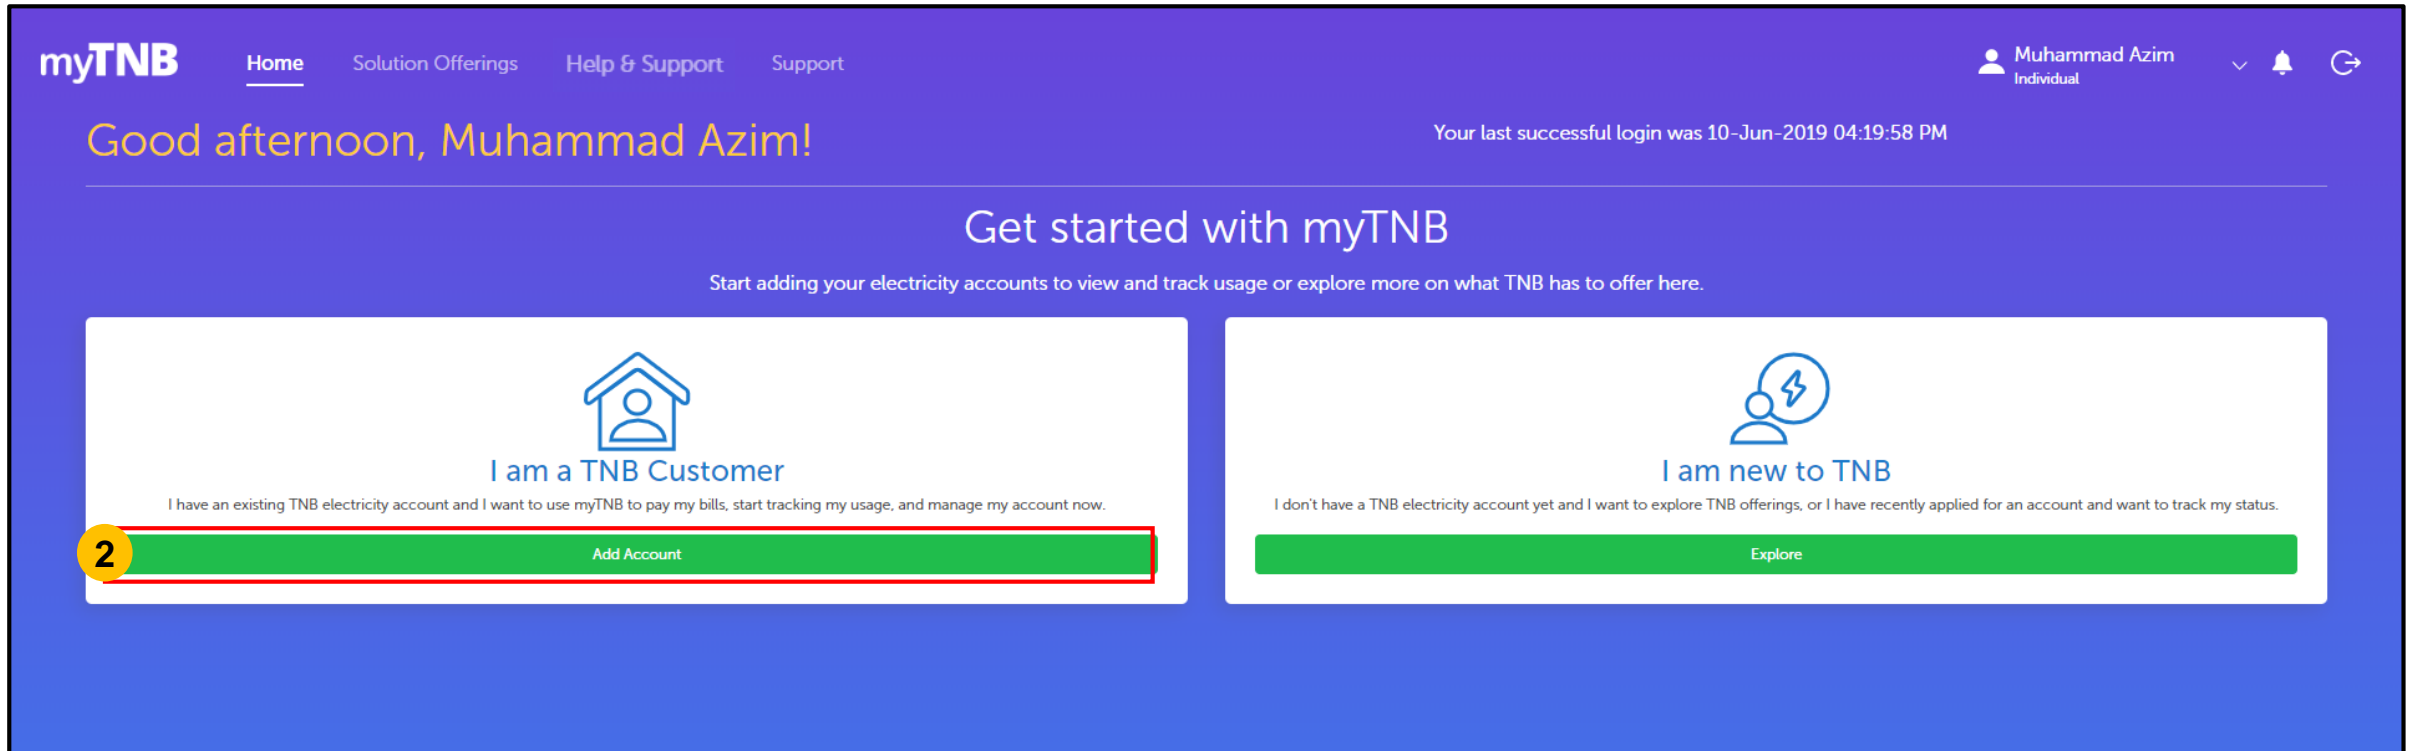 myTNB Home Solution Offerings Help & Support Support
Muhammad Azim
Individual
Good afternoon, Muhammad Azim!
Your last successful login was 10-Jun-2019 04:19:58 PM
Get started with myTNB
Start adding your electricity accounts to view and track usage or explore more on what TNB has to offer here.
I am a TNB Customer
I have an existing TNB electricity account and I want to use myTNB to pay my bills, start tracking my usage, and manage my account now.
2
Add Account
I am new to TNB
I don't have a TNB electricity account yet and I want to explore TNB offerings, or I have recently applied for an account and want to track my status.
Explore